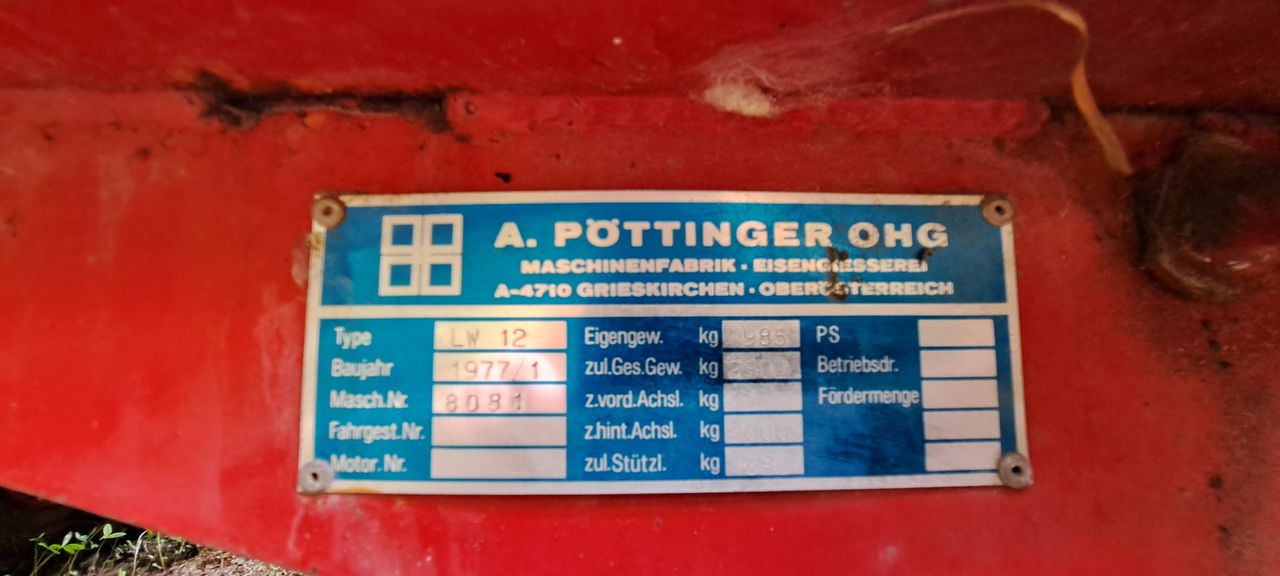 A. PÖTTINGER OHG
MASCHINENFABRIK · EISENGIESSEREI
A-4710 GRIESKIRCHEN · OBERÖSTERREICH
Type LW 12 Eigengew. kg 985 PS
Baujahr 1977/1 zul.Ges.Gew. kg Betriebsdr.
Masch.Nr. 8081 z.vord.Achsl. kg Fördermenge
Fahrgest.Nr. z.hint.Achsl. kg
Motor.Nr. zul.Stützl. kg